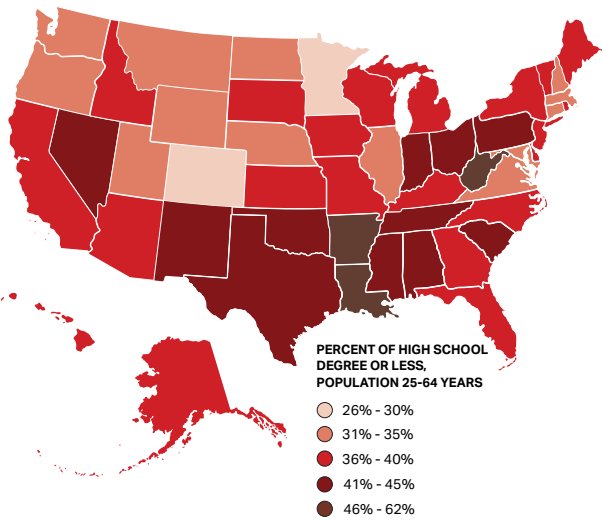 PERCENT OF HIGH SCHOOL
DEGREE OR LESS,
POPULATION 25-64 YEARS
26% - 30%
31% - 35%
36% - 40%
41% - 45%
46% - 62%